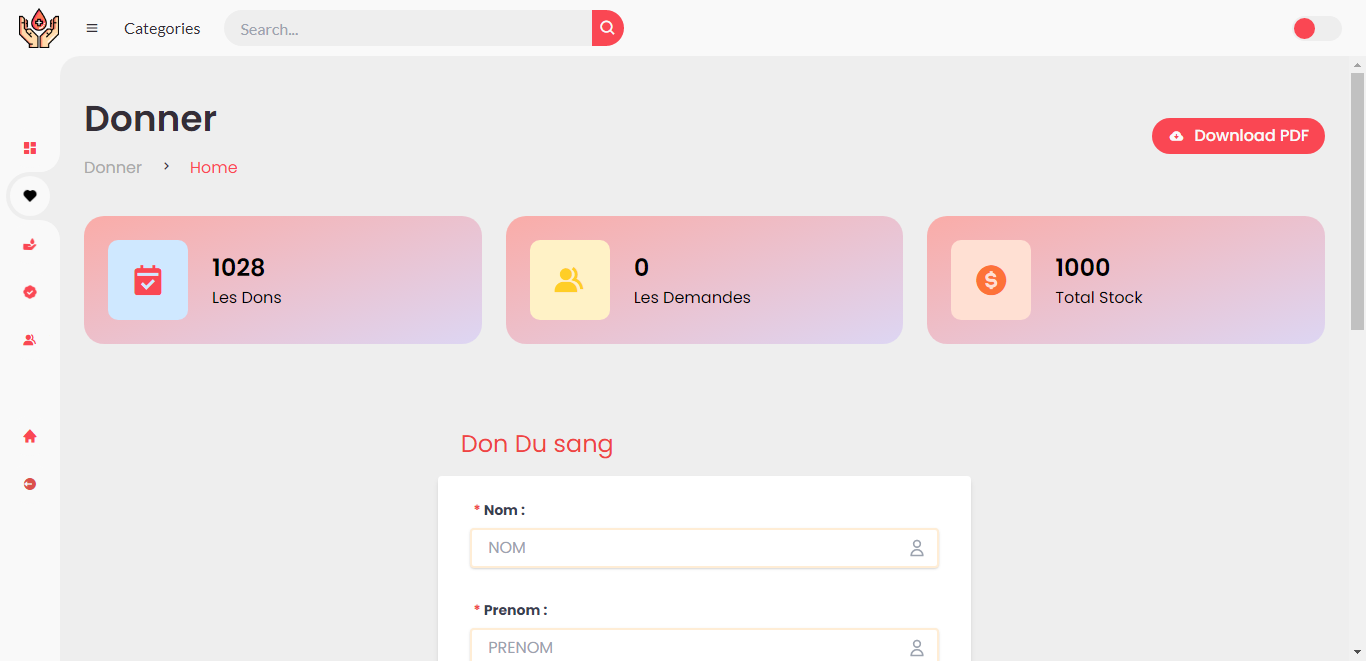 Categories
Search...
Donner
Donner > Home
Download PDF
1028
Les Dons
0
Les Demandes
1000
Total Stock
Don Du sang
* Nom :
NOM
* Prenom :
PRENOM